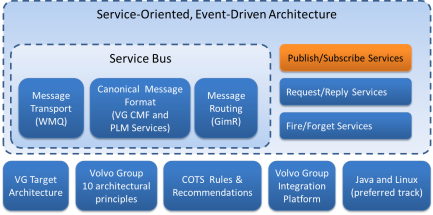 Service-Oriented, Event-Driven Architecture
Service Bus
Message
Transport
(WMQ)
Canonical Message
Format
(VG CMF and
PLM Services)
Message
Routing
(GimR)
Publish/Subscribe Services
Request/Reply Services
Fire/Forget Services
VG Target
Architecture
Volvo Group
10 architectural
principles
COTS Rules &
Recommendations
Volvo Group
Integration
Platform
Java and Linux
(preferred track)